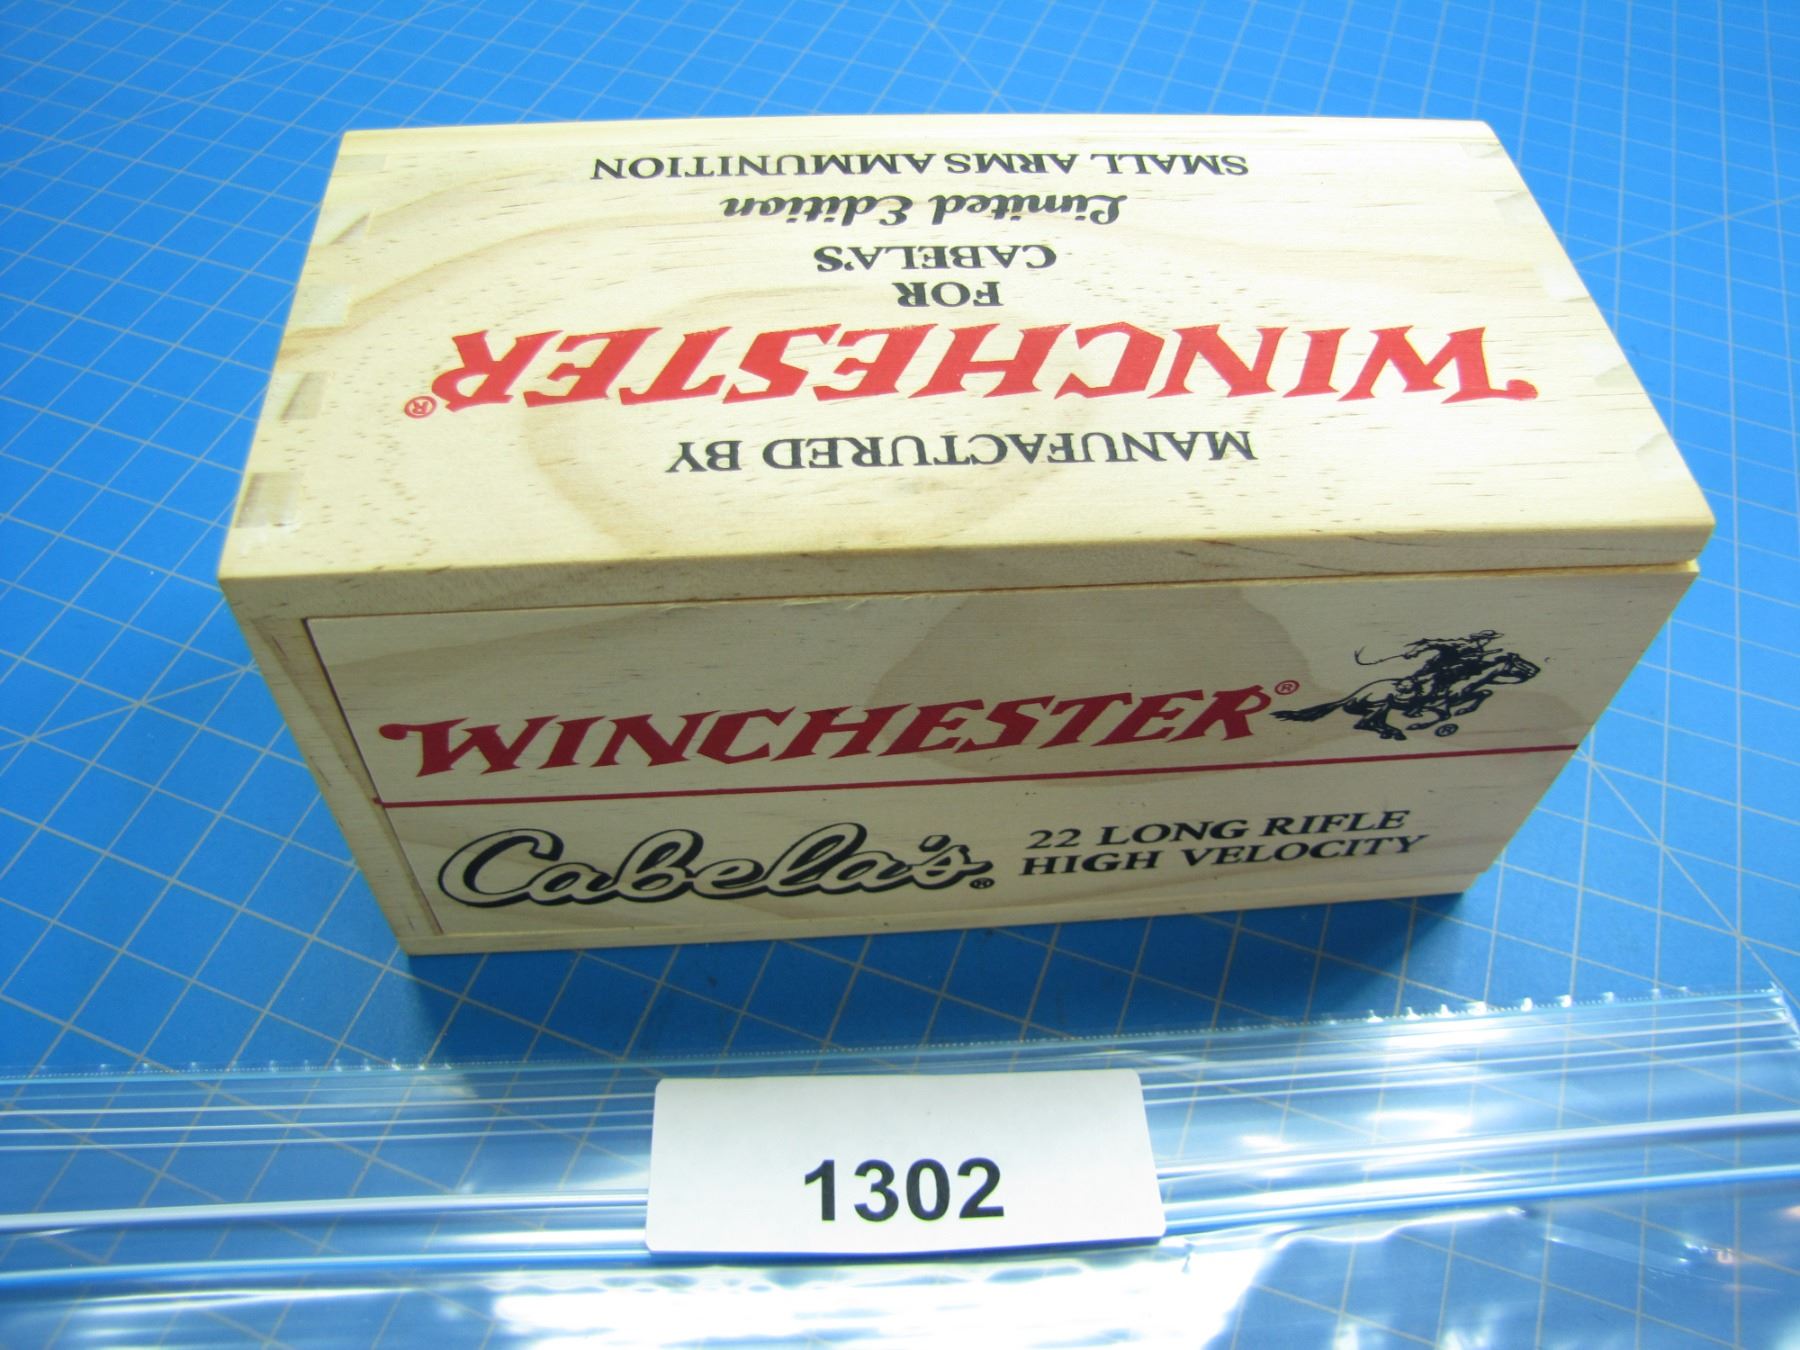 MANUFACTURED BY
WINCHESTER®
FOR
CABELA'S
Limited Edition
SMALL ARMS AMMUNITION
WINCHESTER®
®
Cabela's®
22 LONG RIFLE
HIGH VELOCITY
1302